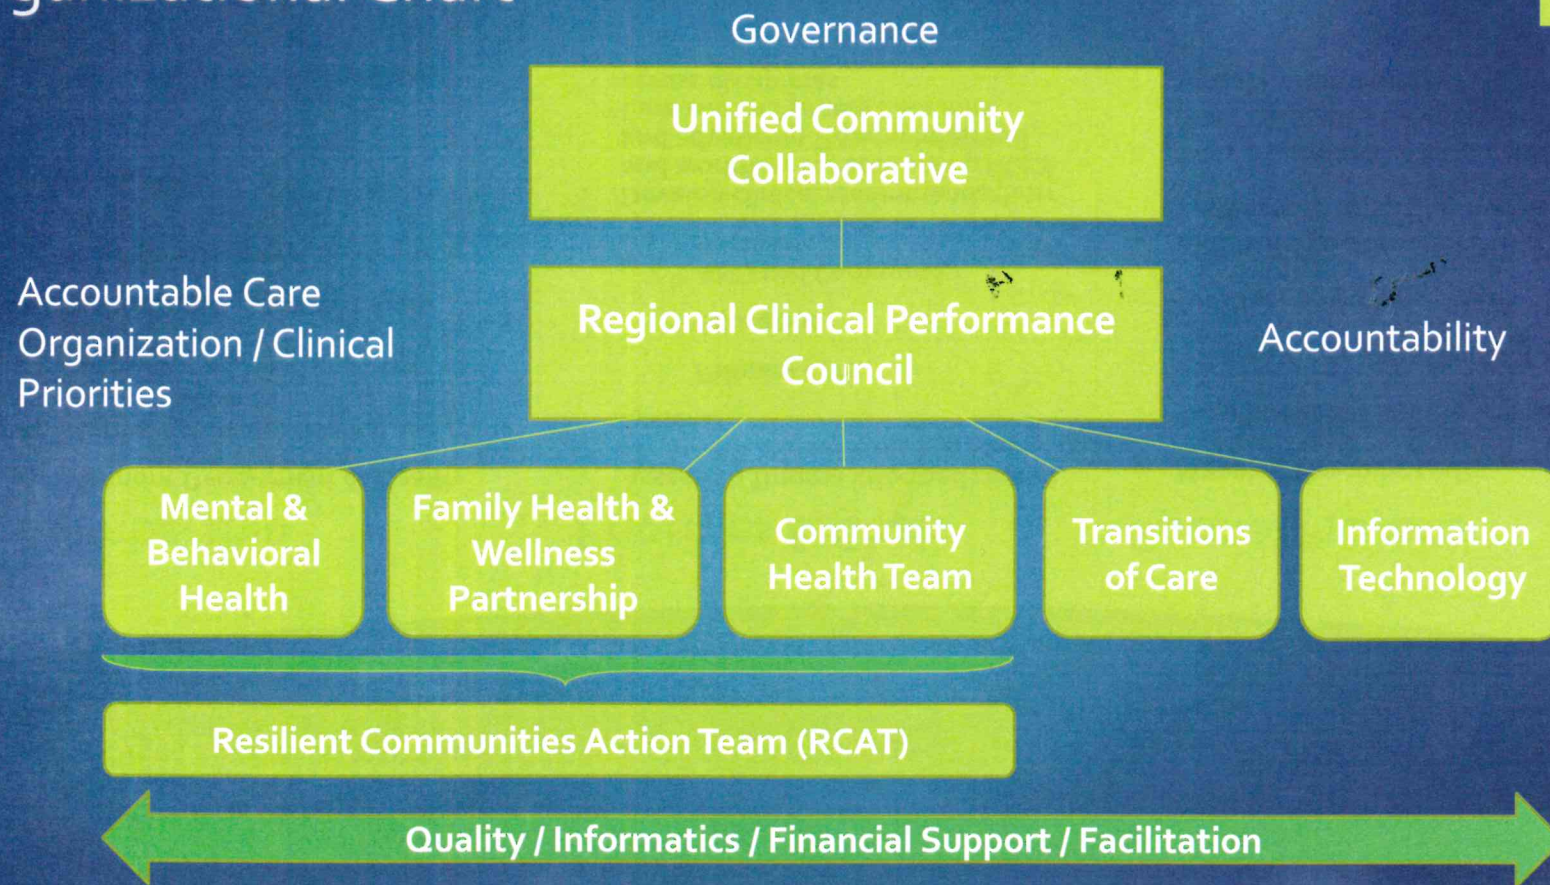 Governance
Unified Community
Collaborative
Accountable Care
Organization / Clinical
Priorities
Regional Clinical Performance
Council
Accountability
Mental &
Behavioral
Health
Family Health &
Wellness
Partnership
Community
Health Team
Transitions
of Care
Information
Technology
Resilient Communities Action Team (RCAT)
Quality / Informatics / Financial Support / Facilitation